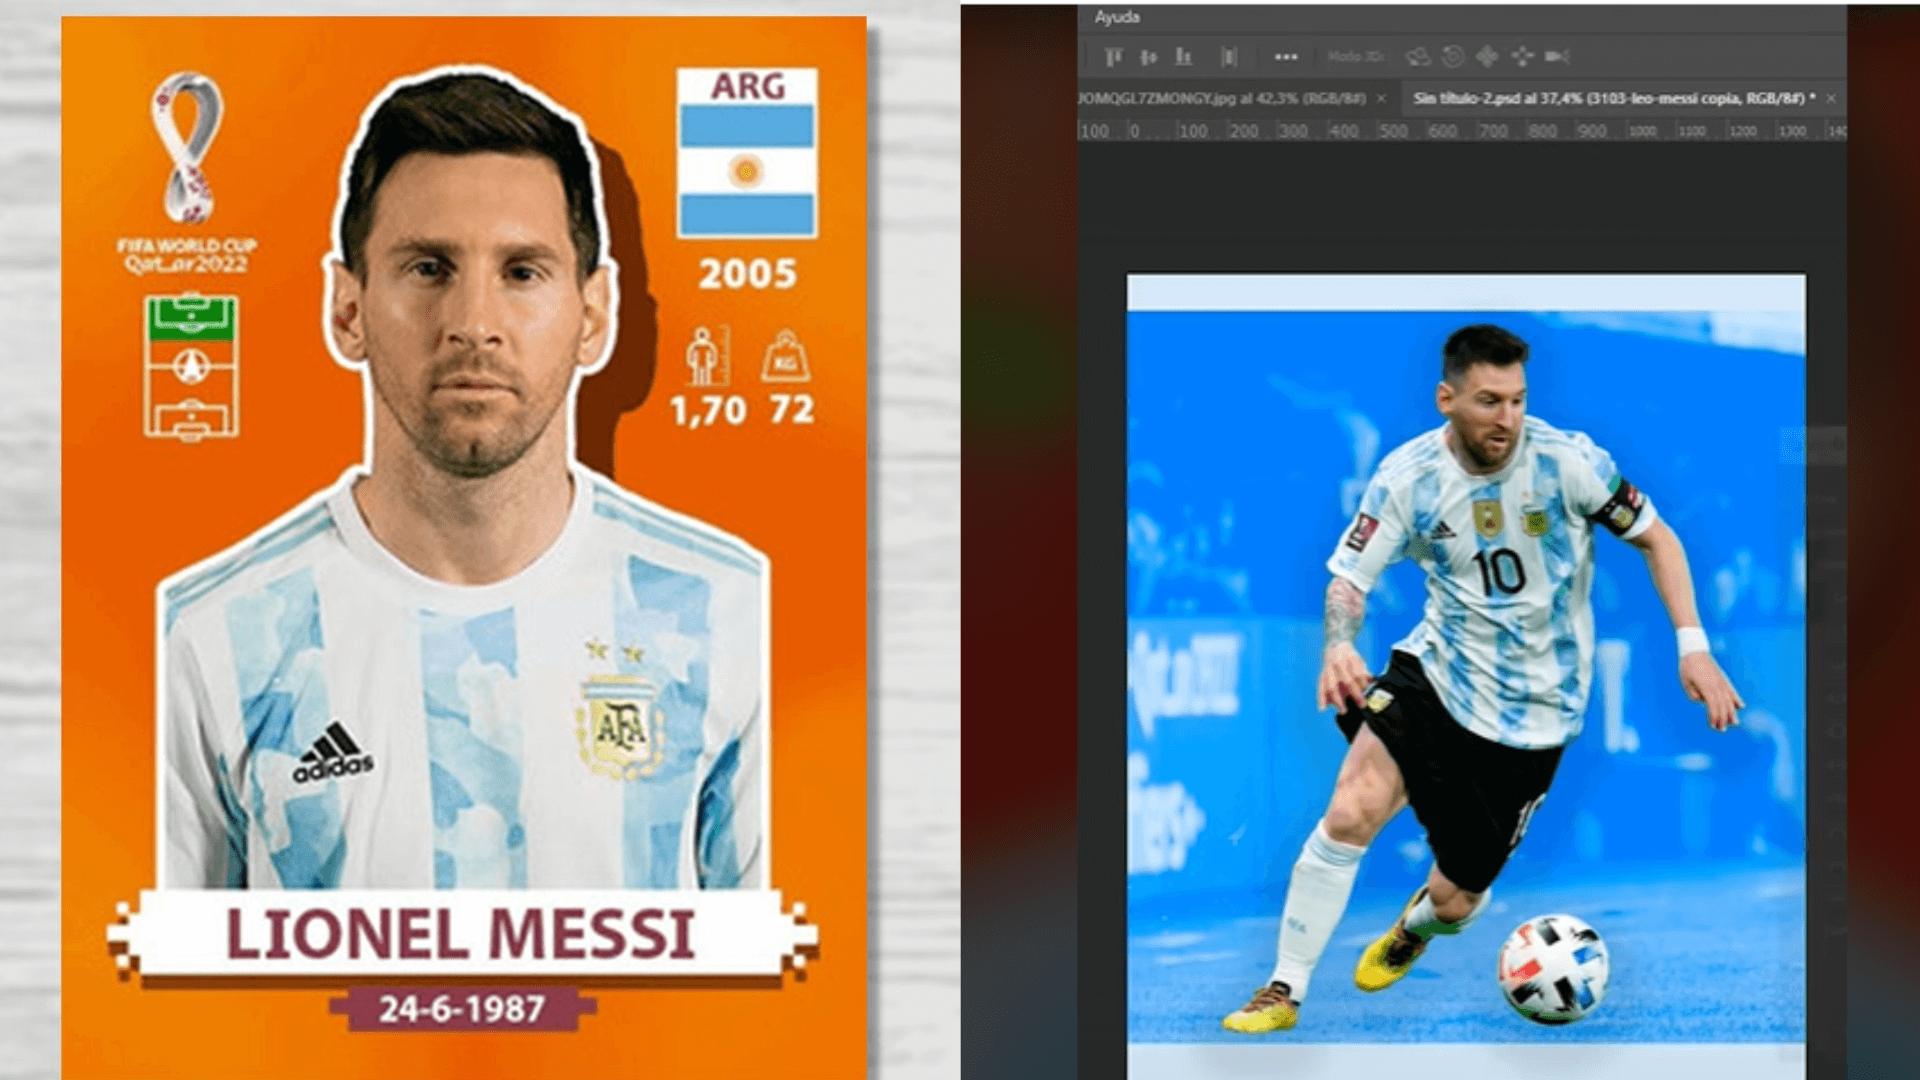 FIFA WORLD CUP
Qatar2022
ARG
2005
KG
1,70 72
adidas
AFA
LIONEL MESSI
24-6-1987
Ayuda
Modo 3D:
JOMQGL7ZMONGY.jpg al 42,3% (RGB/8#) × Sin título-2.psd al 37,4% (3103-leo-messi copia, RGB/8#) * ×
100 0 100 200 300 400 500 600 700 800 900 1000 1100 1200 1300 140
10